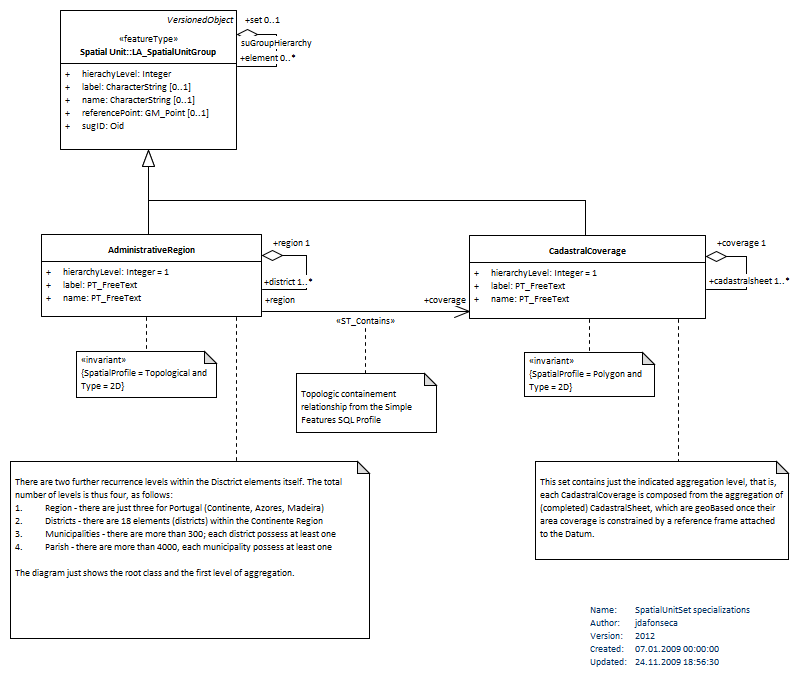 VersionedObject
«featureType»
Spatial Unit::LA_SpatialUnitGroup
+ hierachyLevel: Integer
+ label: CharacterString [0..1]
+ name: CharacterString [0..1]
+ referencePoint: GM_Point [0..1]
+ sugID: Oid
+set 0..1
suGroupHierarchy
+element 0..*
AdministrativeRegion
+ hierarchyLevel: Integer = 1
+ label: PT_FreeText
+ name: PT_FreeText
+region 1
+district 1..*
+region
+coverage
«ST_Contains»
CadastralCoverage
+ hierarchyLevel: Integer = 1
+ label: PT_FreeText
+ name: PT_FreeText
+coverage 1
+cadastralsheet 1..*
«invariant»
{SpatialProfile = Topological and
Type = 2D}
Topologic containement
relationship from the Simple
Features SQL Profile
«invariant»
{SpatialProfile = Polygon and
Type = 2D}
There are two further recurrence levels within the Disctrict elements itself. The total
number of levels is thus four, as follows:
1. Region - there are just three for Portugal (Continente, Azores, Madeira)
2. Districts - there are 18 elements (districts) within the Continente Region
3. Municipalities - there are more than 300; each district possess at least one
4. Parish - there are more than 4000, each municipality possess at least one
The diagram just shows the root class and the first level of aggregation.
This set contains just the indicated aggregation level, that is,
each CadastralCoverage is composed from the aggregation of
(completed) CadastralSheet, which are geoBased once their
area coverage is constrained by a reference frame attached
to the Datum.
Name: SpatialUnitSet specializations
Author: jdafonseca
Version: 2012
Created: 07.01.2009 00:00:00
Updated: 24.11.2009 18:56:30